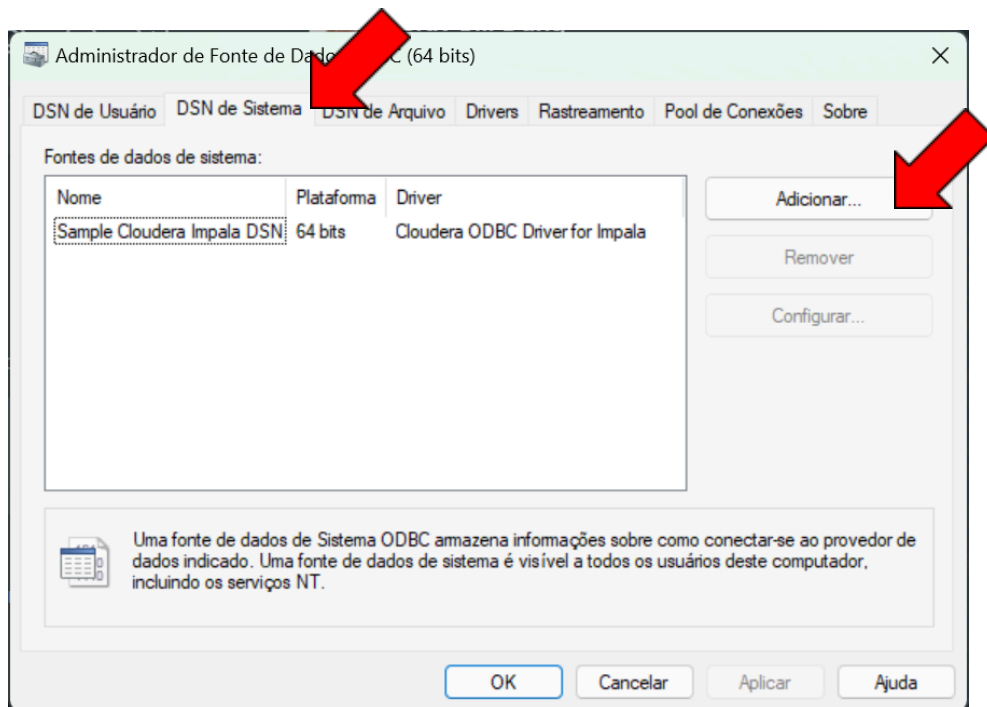 Administrador de Fonte de (64 bits)
DSN de Usuário DSN de Sistema DSN de Arquivo Drivers Rastreamento Pool de Conexões Sobre
Fontes de dados de sistema:
Nome Plataforma Driver
Sample Cloudera Impala DSN 64 bits Cloudera ODBC Driver for Impala
Adicionar...
Remover
Configurar...
Uma fonte de dados de Sistema ODBC armazena informações sobre como conectar-se ao provedor de
dados indicado. Uma fonte de dados de sistema é visível a todos os usuários deste computador,
incluindo os serviços NT.
OK Cancelar Aplicar Ajuda